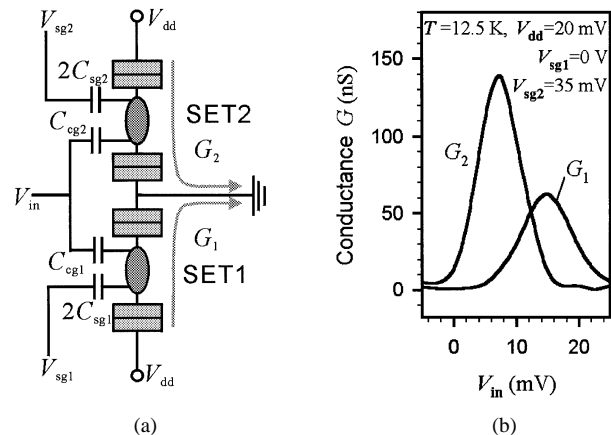 (a)
V_sg2
V_dd
2C_sg2
SET2
C_cg2
G_2
V_in
G_1
C_cg1
SET1
2C_sg1
V_sg1
V_dd
(b)
T = 12.5 K, V_dd=20 mV
V_sg1=0 V
V_sg2=35 mV
Conductance G (nS)
150
100
50
0
G_2
G_1
0
20
V_in (mV)
(a)
(b)